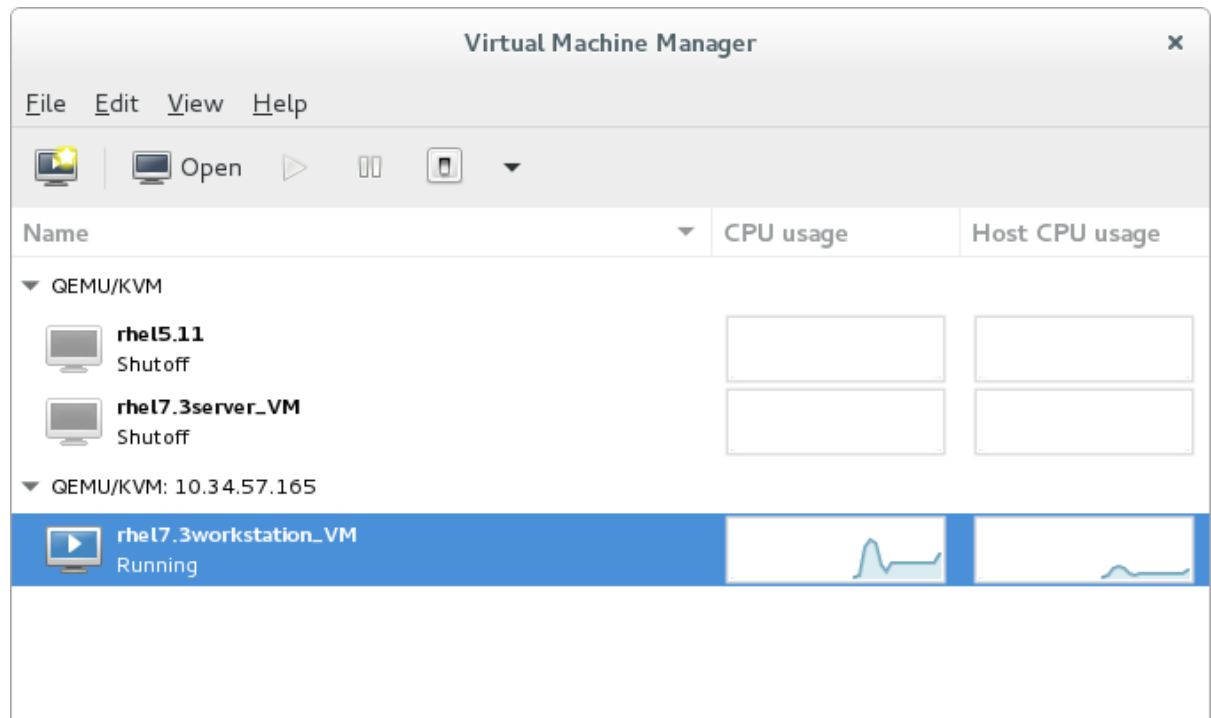 Virtual Machine Manager
File Edit View Help
Open
Name CPU usage Host CPU usage
QEMU/KVM
rhel5.11
Shutoff
rhel7.3server_VM
Shutoff
QEMU/KVM: 10.34.57.165
rhel7.3workstation_VM
Running